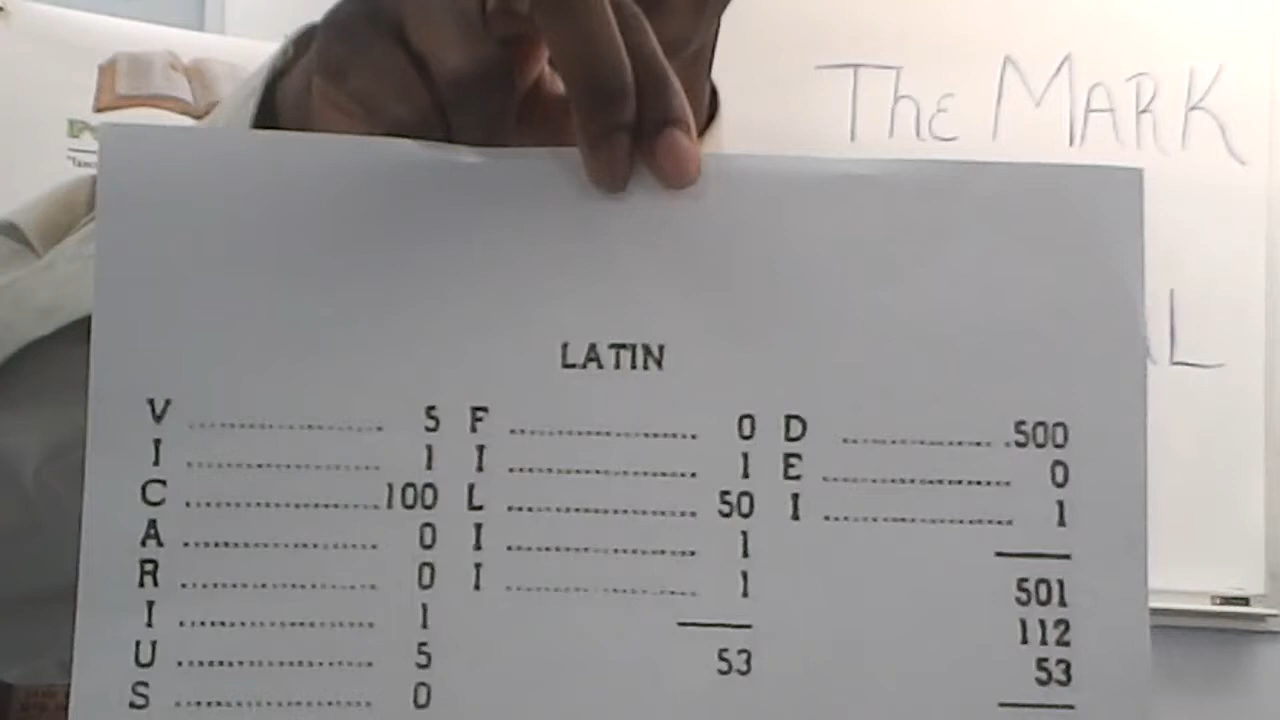 The MARK
LATIN
V ........................ 5 F ........................ 0 D .................. .500
I ........................ 1 I ........................ 1 E ........................ 0
C ........................100 L ........................ 50 I ........................ 1
A ........................ 0 I ........................ 1
R ........................ 0 I ........................ 1 501
I ........................ 1 112
U ........................ 5 53 53
S ........................ 0